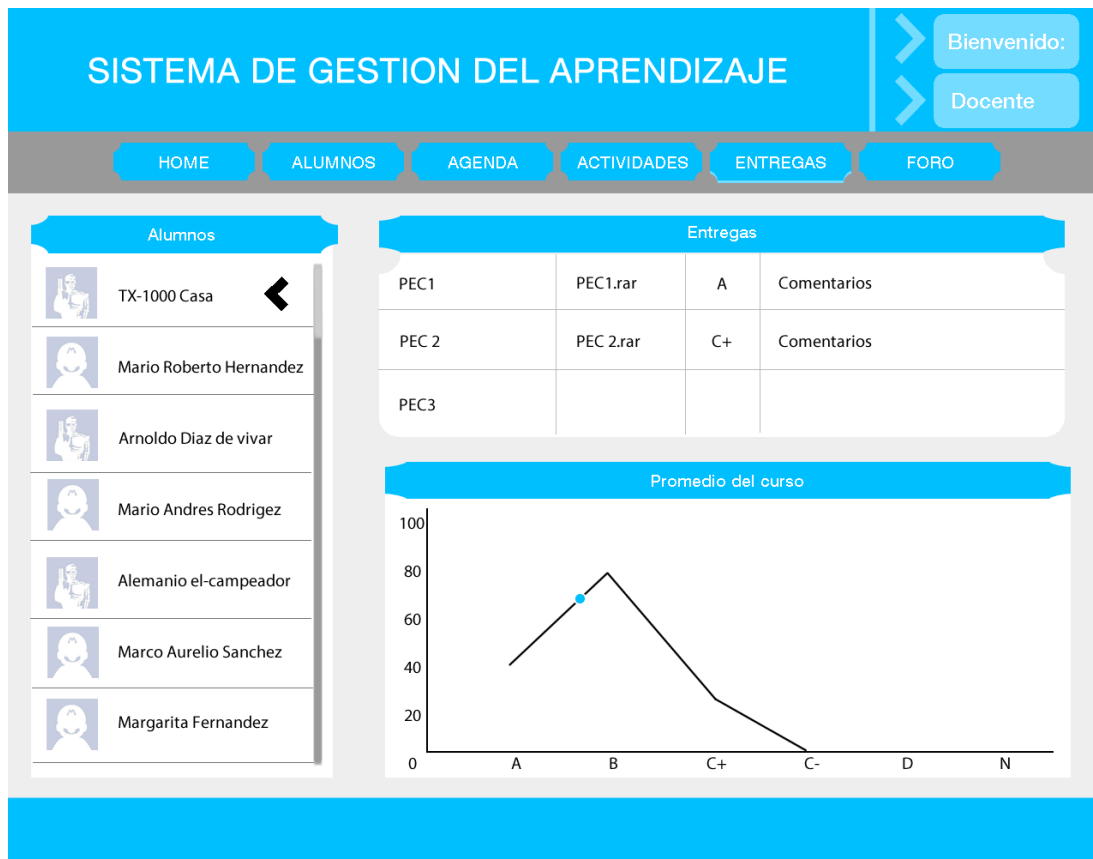 SISTEMA DE GESTION DEL APRENDIZAJE
Bienvenido:
Docente
HOME
ALUMNOS
AGENDA
ACTIVIDADES
ENTREGAS
FORO
Alumnos
TX-1000 Casa
Mario Roberto Hernandez
Arnoldo Diaz de vivar
Mario Andres Rodrigez
Alemanio el-campeador
Marco Aurelio Sanchez
Margarita Fernandez
Entregas
PEC1 PEC1.rar A Comentarios
PEC 2 PEC 2.rar C+ Comentarios
PEC3
Promedio del curso
100
80
60
40
20
0 A B C+ C- D N